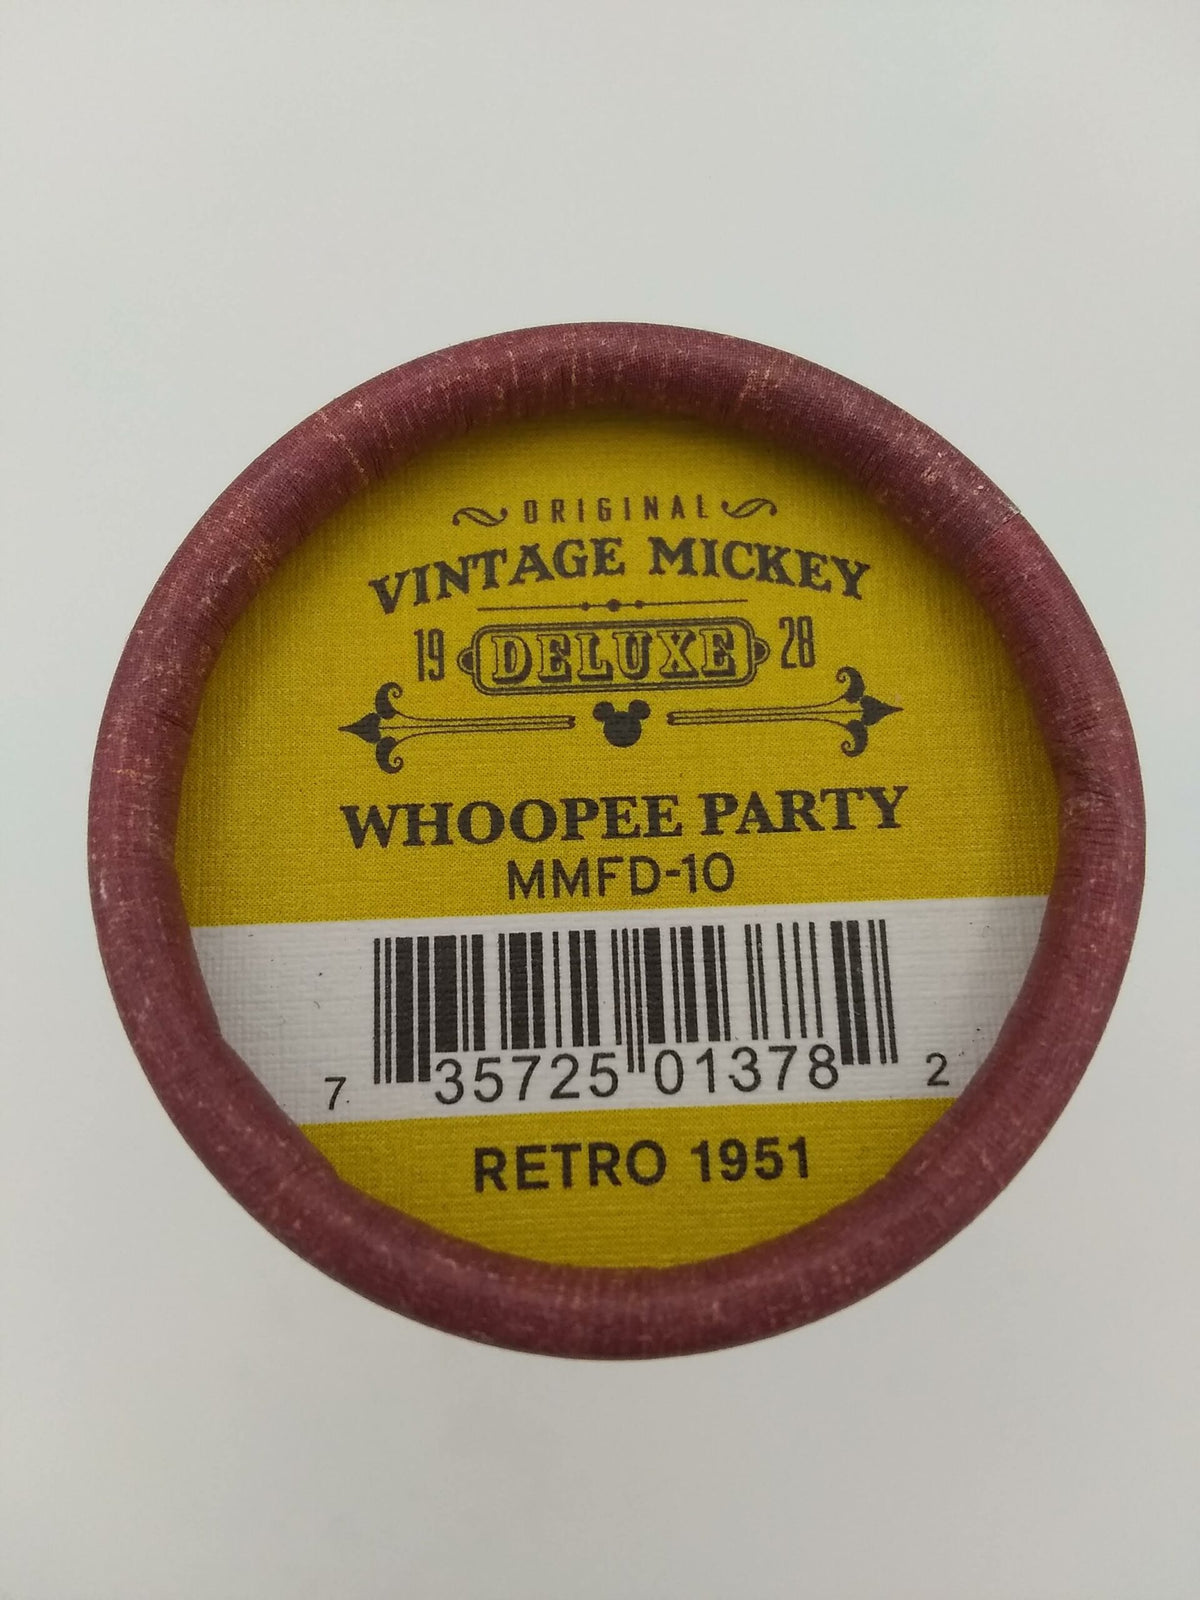 ORIGINAL
VINTAGE MICKEY
19 DELUXE 28
WHOOPEE PARTY
MMFD-10
7 35725 01378 2
RETRO 1951